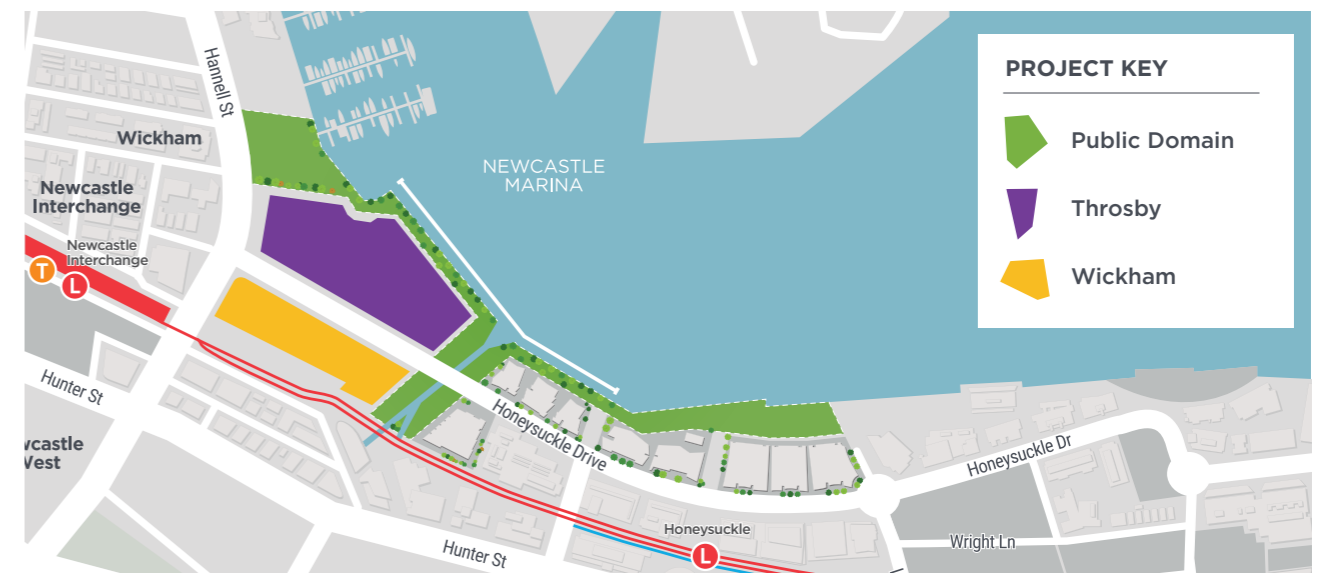 Hannell St
Wickham
Newcastle
Interchange
Newcastle
Interchange
T
L
Hunter St
wcastle
West
NEWCASTLE
MARINA
PROJECT KEY
Public Domain
Throsby
Wickham
Honeysuckle Drive
Honeysuckle Dr
Wright Ln
Honeysuckle
L
Hunter St